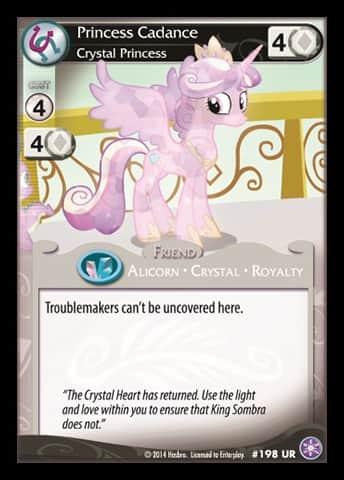 Princess Cadance
Crystal Princess
4
COST
4
4
FRIEND
ALICORN • CRYSTAL • ROYALTY
Troublemakers can't be uncovered here.
"The Crystal Heart has returned. Use the light
and love within you to ensure that King Sombra
does not."
© 2014 Hasbro. Licensed to Enterplay. #198 UR